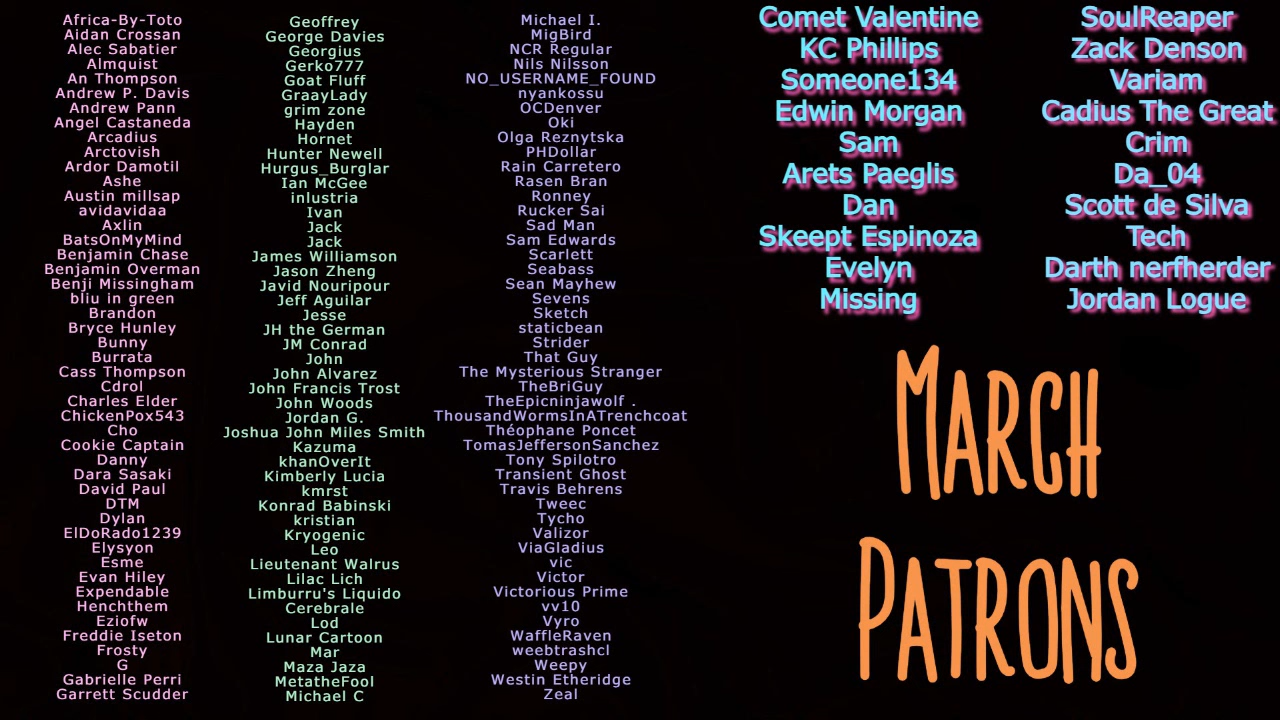 Africa-By-Toto
Aidan Crossan
Alec Sabatier
Almquist
An Thompson
Andrew P. Davis
Andrew Pann
Angel Castaneda
Arcadius
Arctovish
Ardor Damotil
Ashe
Austin millsap
avidavidaa
Axlin
BatsOnMyMind
Benjamin Chase
Benjamin Overman
Benji Missingham
bliu in green
Brandon
Bryce Hunley
Bunny
Burrata
Cass Thompson
Cdrol
Charles Elder
ChickenPox543
Cho
Cookie Captain
Danny
Dara Sasaki
David Paul
DTM
Dylan
ElDoRado1239
Elysyon
Esme
Evan Hiley
Expendable
Henchthem
Eziofw
Freddie Iseton
Frosty
G
Gabrielle Perri
Garrett Scudder
Geoffrey
George Davies
Georgius
Gerko777
Goat Fluff
GraayLady
grim zone
Hayden
Hornet
Hunter Newell
Hurgus_Burglar
Ian McGee
inlustria
Ivan
Jack
Jack
James Williamson
Jason Zheng
Javid Nouripour
Jeff Aguilar
Jesse
JH the German
JM Conrad
John
John Alvarez
John Francis Trost
John Woods
Jordan G.
Joshua John Miles Smith
Kazuma
khanOverIt
Kimberly Lucia
kmrst
Konrad Babinski
kristian
Kryogenic
Leo
Lieutenant Walrus
Lilac Lich
Limburru's Liquido
Cerebrale
Lod
Lunar Cartoon
Mar
Maza Jaza
MetatheFool
Michael C
Michael I.
MigBird
NCR Regular
Nils Nilsson
NO_USERNAME_FOUND
nyankossu
OCDenver
Oki
Olga Reznytska
PHDollar
Rain Carretero
Rasen Bran
Ronney
Rucker Sai
Sad Man
Sam Edwards
Scarlett
Seabass
Sean Mayhew
Sevens
Sketch
staticbean
Strider
That Guy
The Mysterious Stranger
TheBriGuy
TheEpicninjawolf .
ThousandWormsInATrenchcoat
Théophane Poncet
TomasJeffersonSanchez
Tony Spilotro
Transient Ghost
Travis Behrens
Tweec
Tycho
Valizor
ViaGladius
vic
Victor
Victorious Prime
vv10
Vyro
WaffleRaven
weebtrashcl
Weepy
Westin Etheridge
Zeal
Comet Valentine
KC Phillips
Someone134
Edwin Morgan
Sam
Arets Paeglis
Dan
Skeept Espinoza
Evelyn
Missing
SoulReaper
Zack Denson
Variam
Cadius The Great
Crim
Da_04
Scott de Silva
Tech
Darth nerfherder
Jordan Logue
MARCH
PATRONS